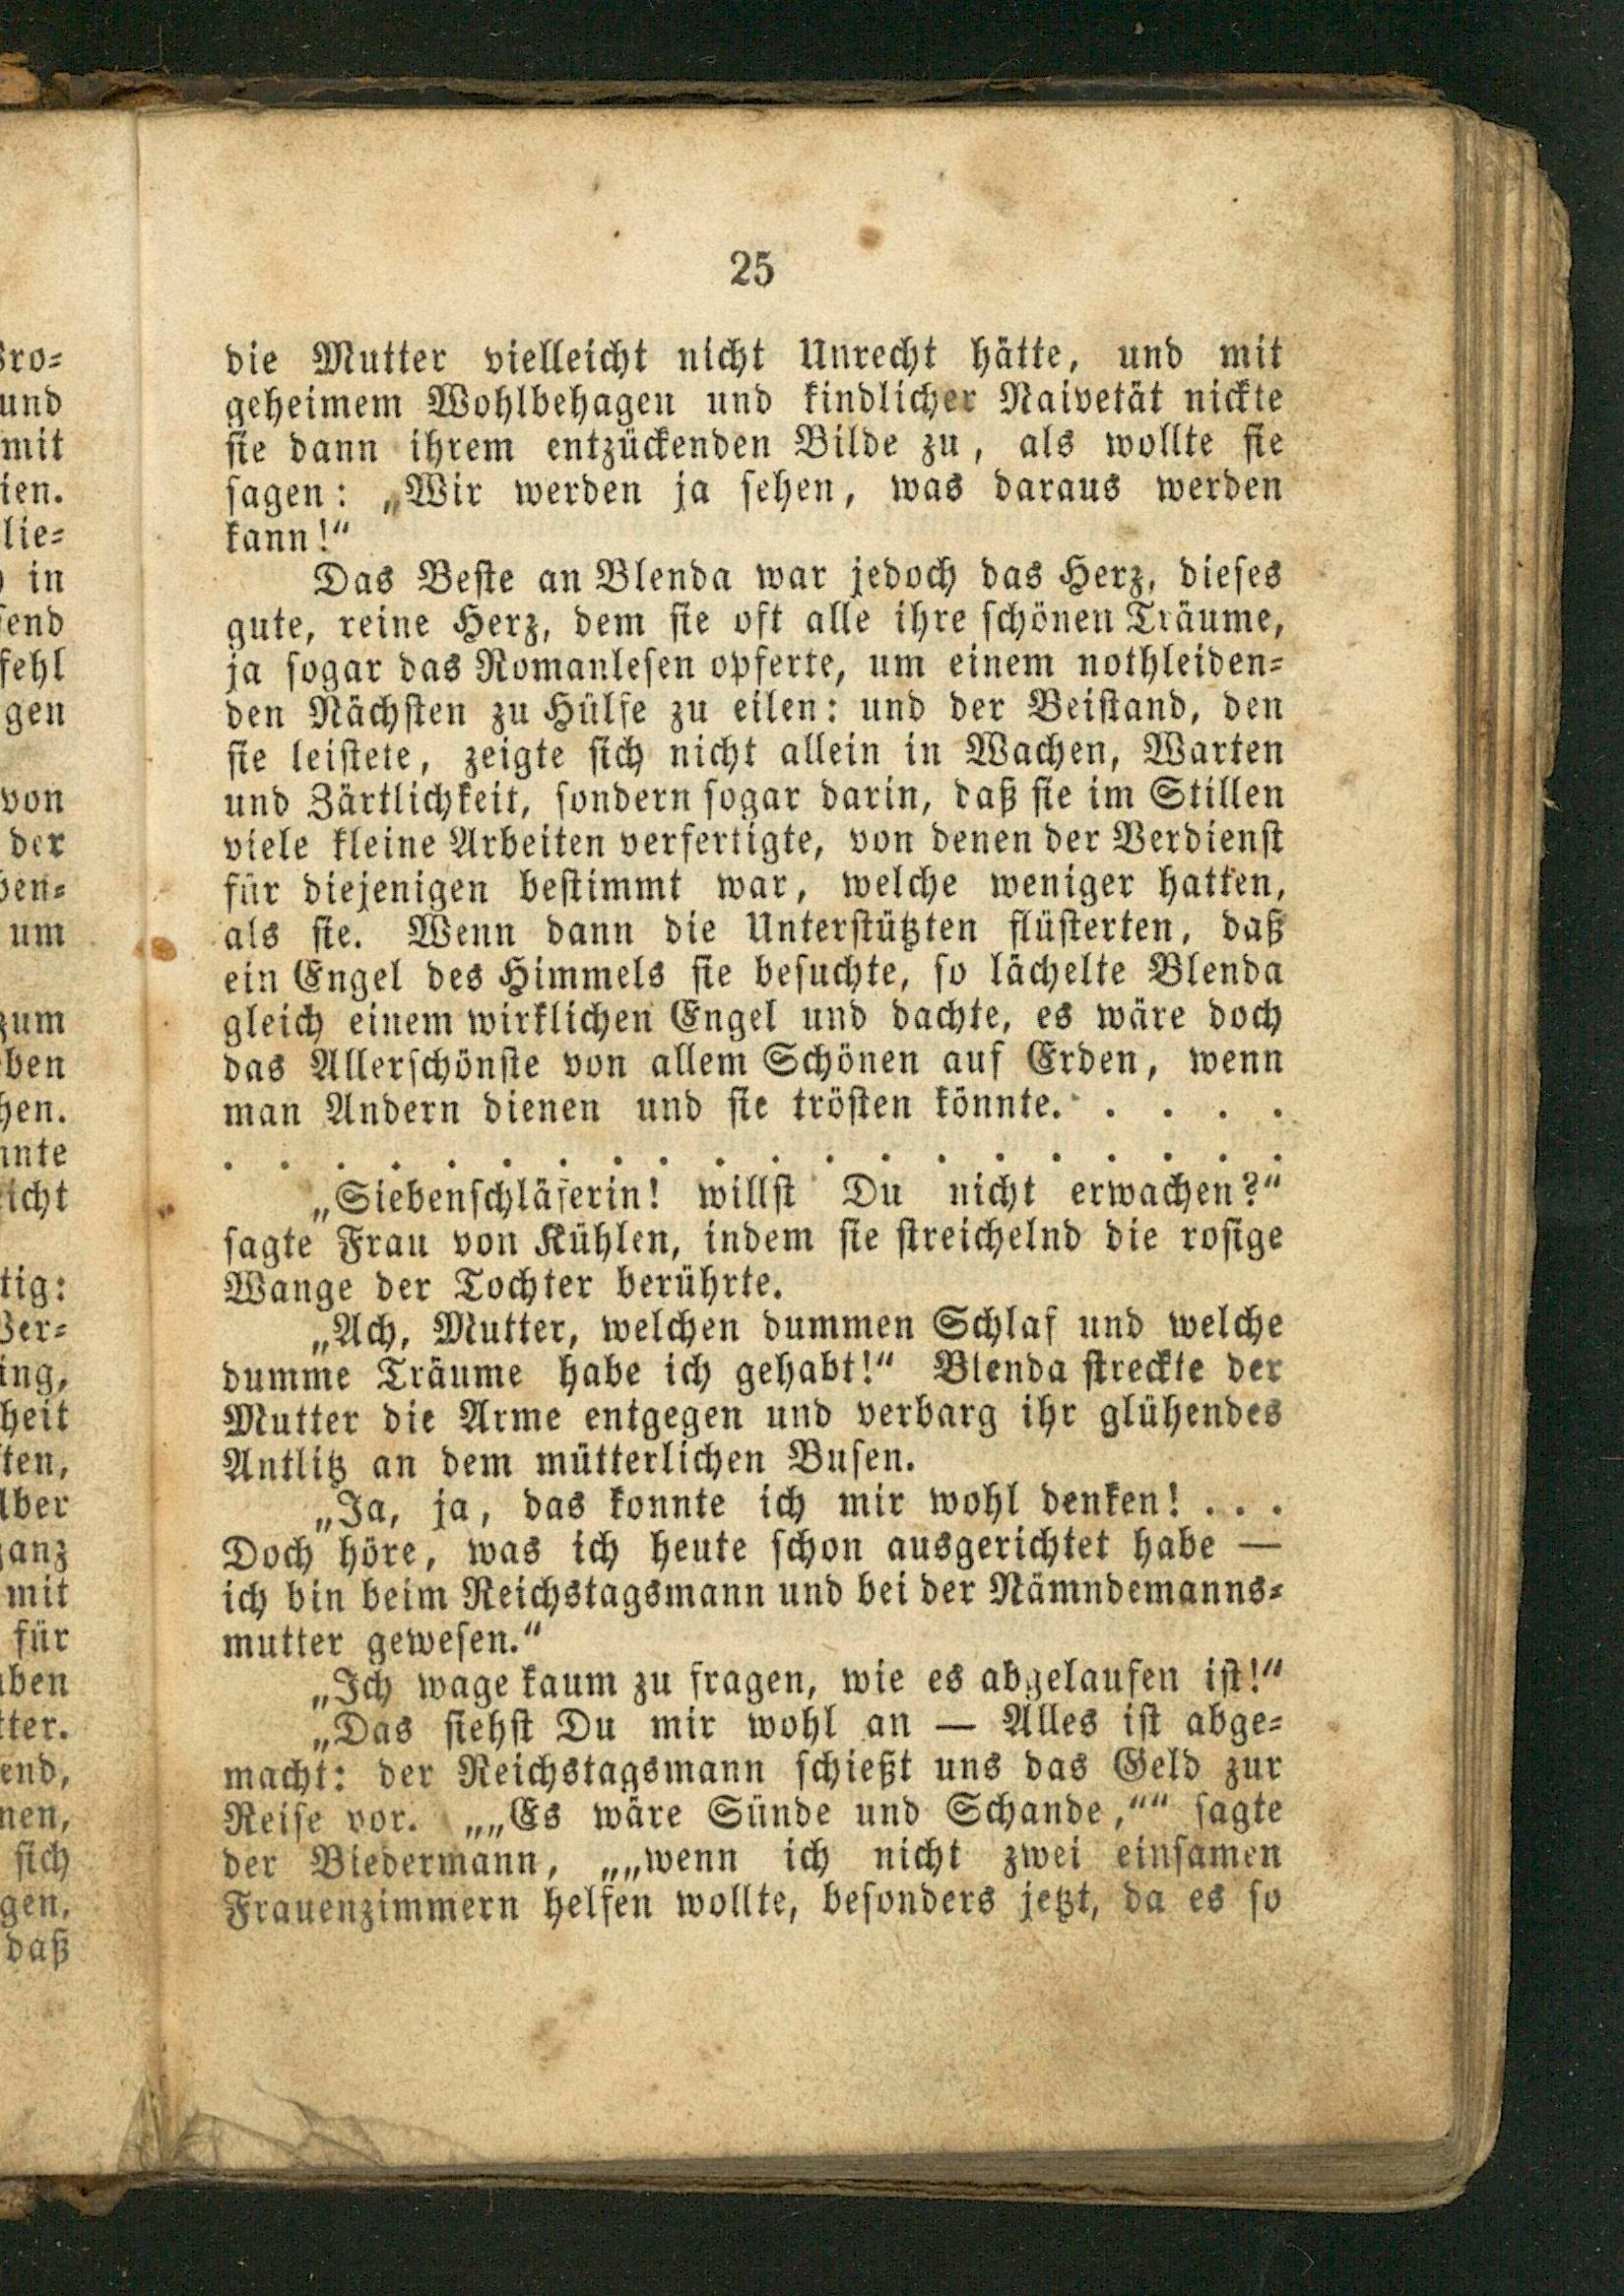 25
die Mutter vielleicht nicht Unrecht hätte, und mit
geheimem Wohlbehagen und kindlicher Naivetät nickte
sie dann ihrem entzückenden Bilde zu, als wollte sie
sagen: „Wir werden ja sehen, was daraus werden
kann!“
Das Beste an Blenda war jedoch das Herz, dieses
gute, reine Herz, dem sie oft alle ihre schönen Träume,
ja sogar das Romanlesen opferte, um einem nothleiden=
den Nächsten zu Hülfe zu eilen: und der Beistand, den
sie leistete, zeigte sich nicht allein in Wachen, Warten
und Zärtlichkeit, sondern sogar darin, daß sie im Stillen
viele kleine Arbeiten verfertigte, von denen der Verdienst
für diejenigen bestimmt war, welche weniger hatten,
als sie. Wenn dann die Unterstützten flüsterten, daß
ein Engel des Himmels sie besuchte, so lächelte Blenda
gleich einem wirklichen Engel und dachte, es wäre doch
das Allerschönste von allem Schönen auf Erden, wenn
man Andern dienen und sie trösten könnte. . . . . .
. . . . . . . . . . . . . . . . . . . .
„Siebenschläferin! willst Du nicht erwachen?“
sagte Frau von Kühlen, indem sie streichelnd die rosige
Wange der Tochter berührte.
„Ach, Mutter, welchen dummen Schlaf und welche
dumme Träume habe ich gehabt!“ Blenda streckte der
Mutter die Arme entgegen und verbarg ihr glühendes
Antlitz an dem mütterlichen Busen.
„Ja, ja, das konnte ich mir wohl denken! . . .
Doch höre, was ich heute schon ausgerichtet habe —
ich bin beim Reichstagsmann und bei der Nämndemanns=
mutter gewesen.“
„Ich wage kaum zu fragen, wie es abgelaufen ist!“
„Das siehst Du mir wohl an — Alles ist abge=
macht: der Reichstagsmann schießt uns das Geld zur
Reise vor. „„Es wäre Sünde und Schande,““ sagte
der Biedermann, „„wenn ich nicht zwei einsamen
Frauenzimmern helfen wollte, besonders jetzt, da es so